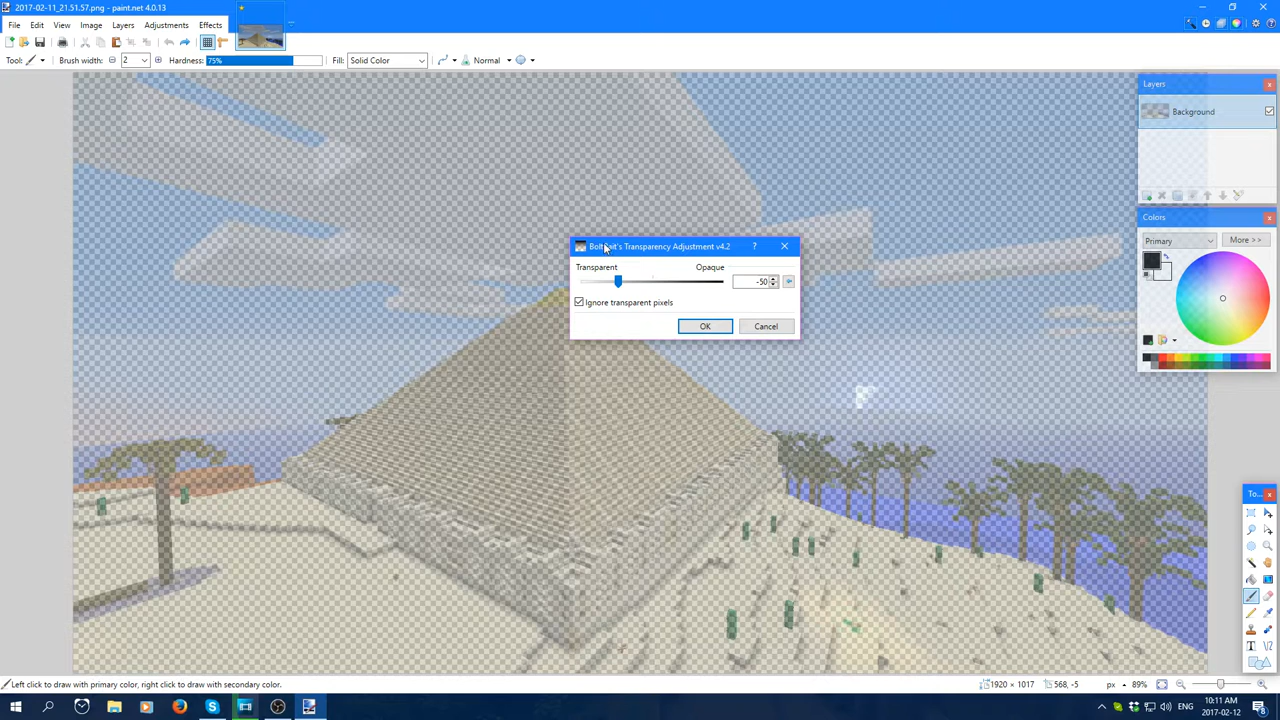 2017-02-11_21.51.57.png - paint.net 4.0.13
File Edit View Image Layers Adjustments Effects
Tool: Brush width: 2 Hardness: 75% Fill: Solid Color Normal
Layers
Background
Colors
Primary More >>
Transparency Adjustment v4.2
Transparent Opaque
-50
Ignore transparent pixels
OK Cancel
To...
Left click to draw with primary color, right click to draw with secondary color.
1920 x 1017 568, -5 px 89%
ENG 10:11 AM
2017-02-12
8